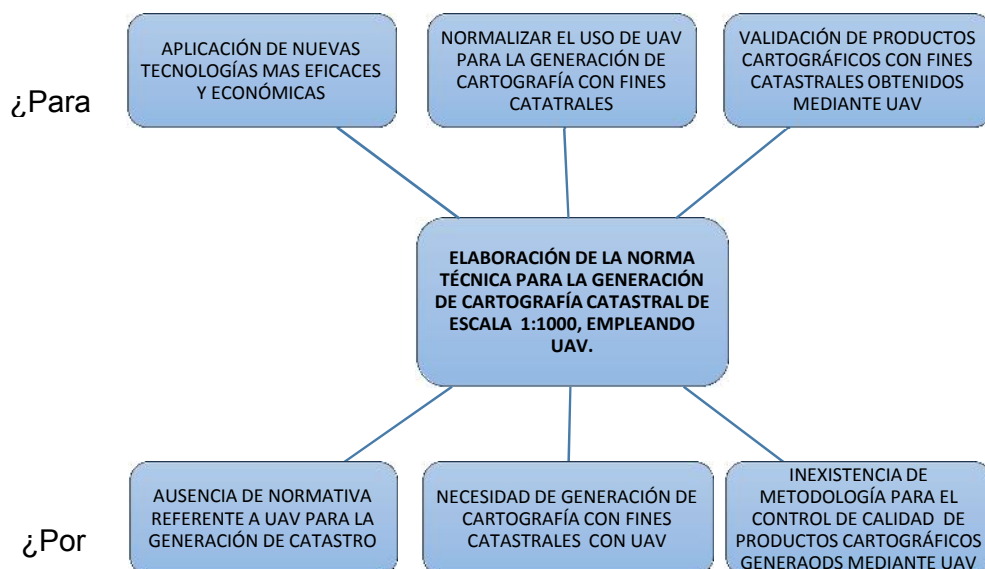 ¿Para
APLICACIÓN DE NUEVAS
TECNOLOGÍAS MAS EFICACES
Y ECONÓMICAS
NORMALIZAR EL USO DE UAV
PARA LA GENERACIÓN DE
CARTOGRAFÍA CON FINES
CATATRALES
VALIDACIÓN DE PRODUCTOS
CARTOGRÁFICOS CON FINES
CATASTRALES OBTENIDOS
MEDIANTE UAV
ELABORACIÓN DE LA NORMA
TÉCNICA PARA LA GENERACIÓN
DE CARTOGRAFÍA CATASTRAL DE
ESCALA 1:1000, EMPLEANDO
UAV.
¿Por
AUSENCIA DE NORMATIVA
REFERENTE A UAV PARA LA
GENERACIÓN DE CATASTRO
NECESIDAD DE GENERACIÓN DE
CARTOGRAFÍA CON FINES
CATASTRALES CON UAV
INEXISTENCIA DE
METODOLOGÍA PARA EL
CONTROL DE CALIDAD DE
PRODUCTOS CARTOGRÁFICOS
GENERAODS MEDIANTE UAV